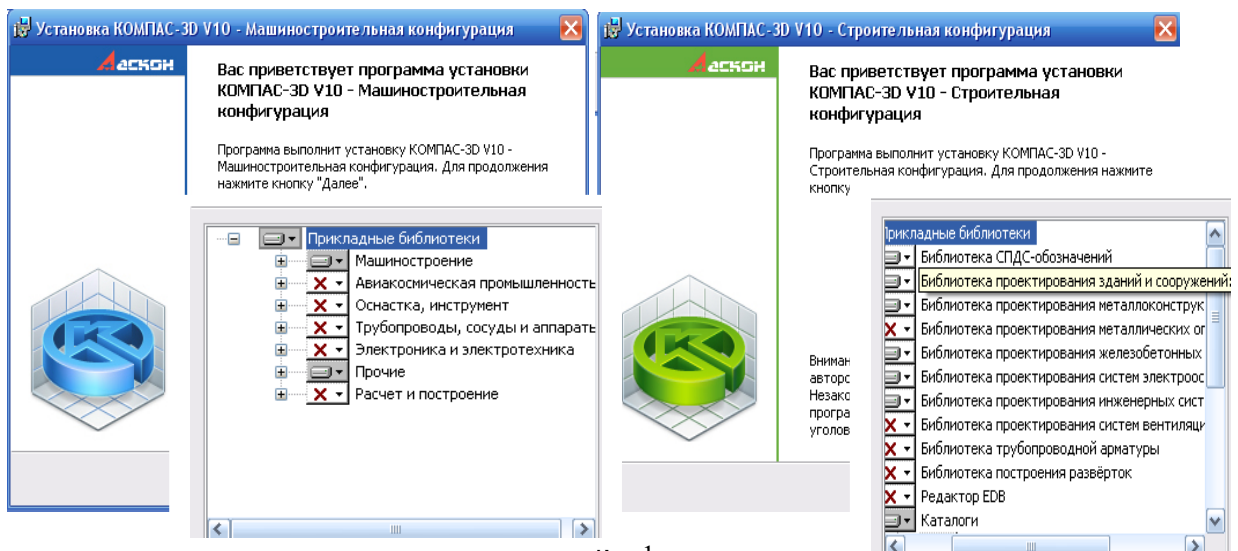 Установка КОМПАС-3D V10 - Машиностроительная конфигурация
Аскон
Вас приветствует программа установки
КОМПАС-3D V10 - Машиностроительная
конфигурация
Программа выполнит установку КОМПАС-3D V10 -
Машиностроительная конфигурация. Для продолжения
нажмите кнопку "Далее".
Прикладные библиотеки
Машиностроение
Авиакосмическая промышленность
Оснастка, инструмент
Трубопроводы, сосуды и аппараты
Электроника и электротехника
Прочие
Расчет и построение
Установка КОМПАС-3D V10 - Строительная конфигурация
Аскон
Вас приветствует программа установки
КОМПАС-3D V10 - Строительная
конфигурация
Программа выполнит установку КОМПАС-3D V10 -
Строительная конфигурация. Для продолжения нажмите
кнопку
Вниман
авторс
Незако
програ
уголов
Прикладные библиотеки
Библиотека СПДС-обозначений
Библиотека проектирования зданий и сооружений:
Библиотека проектирования металлоконструк
Библиотека проектирования металлических ог
Библиотека проектирования железобетонных
Библиотека проектирования систем электроос
Библиотека проектирования инженерных сист
Библиотека проектирования систем вентиляци
Библиотека трубопроводной арматуры
Библиотека построения развёрток
Редактор EDB
Каталоги